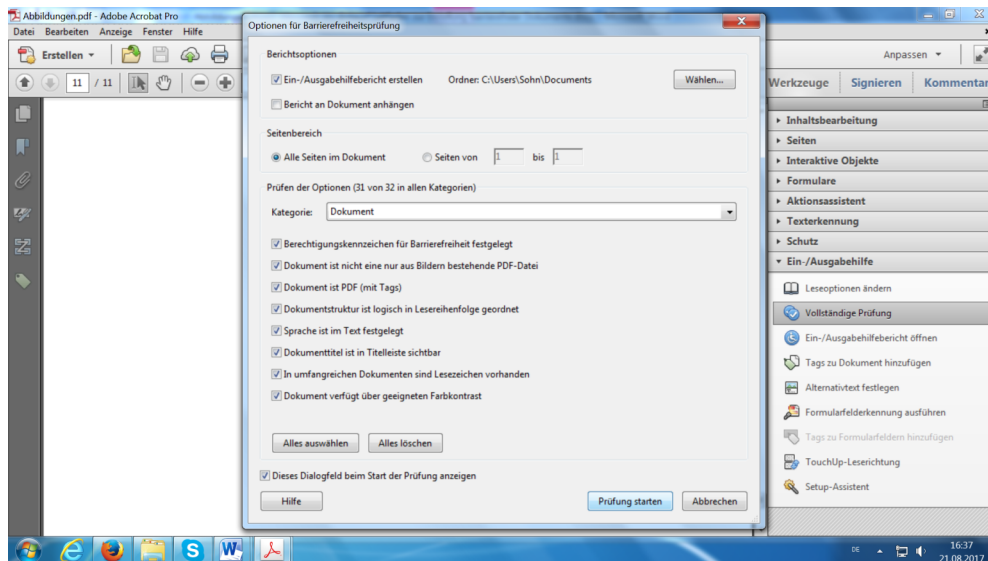 Abbildungen.pdf - Adobe Acrobat Pro
Datei Bearbeiten Anzeige Fenster Hilfe
Erstellen
Anpassen
11 / 11
Werkzeuge Signieren Kommentar
Optionen für Barrierefreiheitsprüfung
Berichtsoptionen
Ein-/Ausgabehilfebericht erstellen Ordner: C:\Users\Sohn\Documents Wählen...
Bericht an Dokument anhängen
Seitenbereich
Alle Seiten im Dokument Seiten von 1 bis 1
Prüfen der Optionen (31 von 32 in allen Kategorien)
Kategorie: Dokument
Berechtigungskennzeichen für Barrierefreiheit festgelegt
Dokument ist nicht eine nur aus Bildern bestehende PDF-Datei
Dokument ist PDF (mit Tags)
Dokumentstruktur ist logisch in Lesereihenfolge geordnet
Sprache ist im Text festgelegt
Dokumenttitel ist in Titelleiste sichtbar
In umfangreichen Dokumenten sind Lesezeichen vorhanden
Dokument verfügt über geeigneten Farbkontrast
Alles auswählen Alles löschen
Dieses Dialogfeld beim Start der Prüfung anzeigen
Hilfe Prüfung starten Abbrechen
Inhaltsbearbeitung
Seiten
Interaktive Objekte
Formulare
Aktionsassistent
Texterkennung
Schutz
Ein-/Ausgabehilfe
Leseoptionen ändern
Vollständige Prüfung
Ein-/Ausgabehilfebericht öffnen
Tags zu Dokument hinzufügen
Alternativtext festlegen
Formularfelderkennung ausführen
Tags zu Formularfeldern hinzufügen
TouchUp-Leserichtung
Setup-Assistent
DE 16:37
21.08.2017